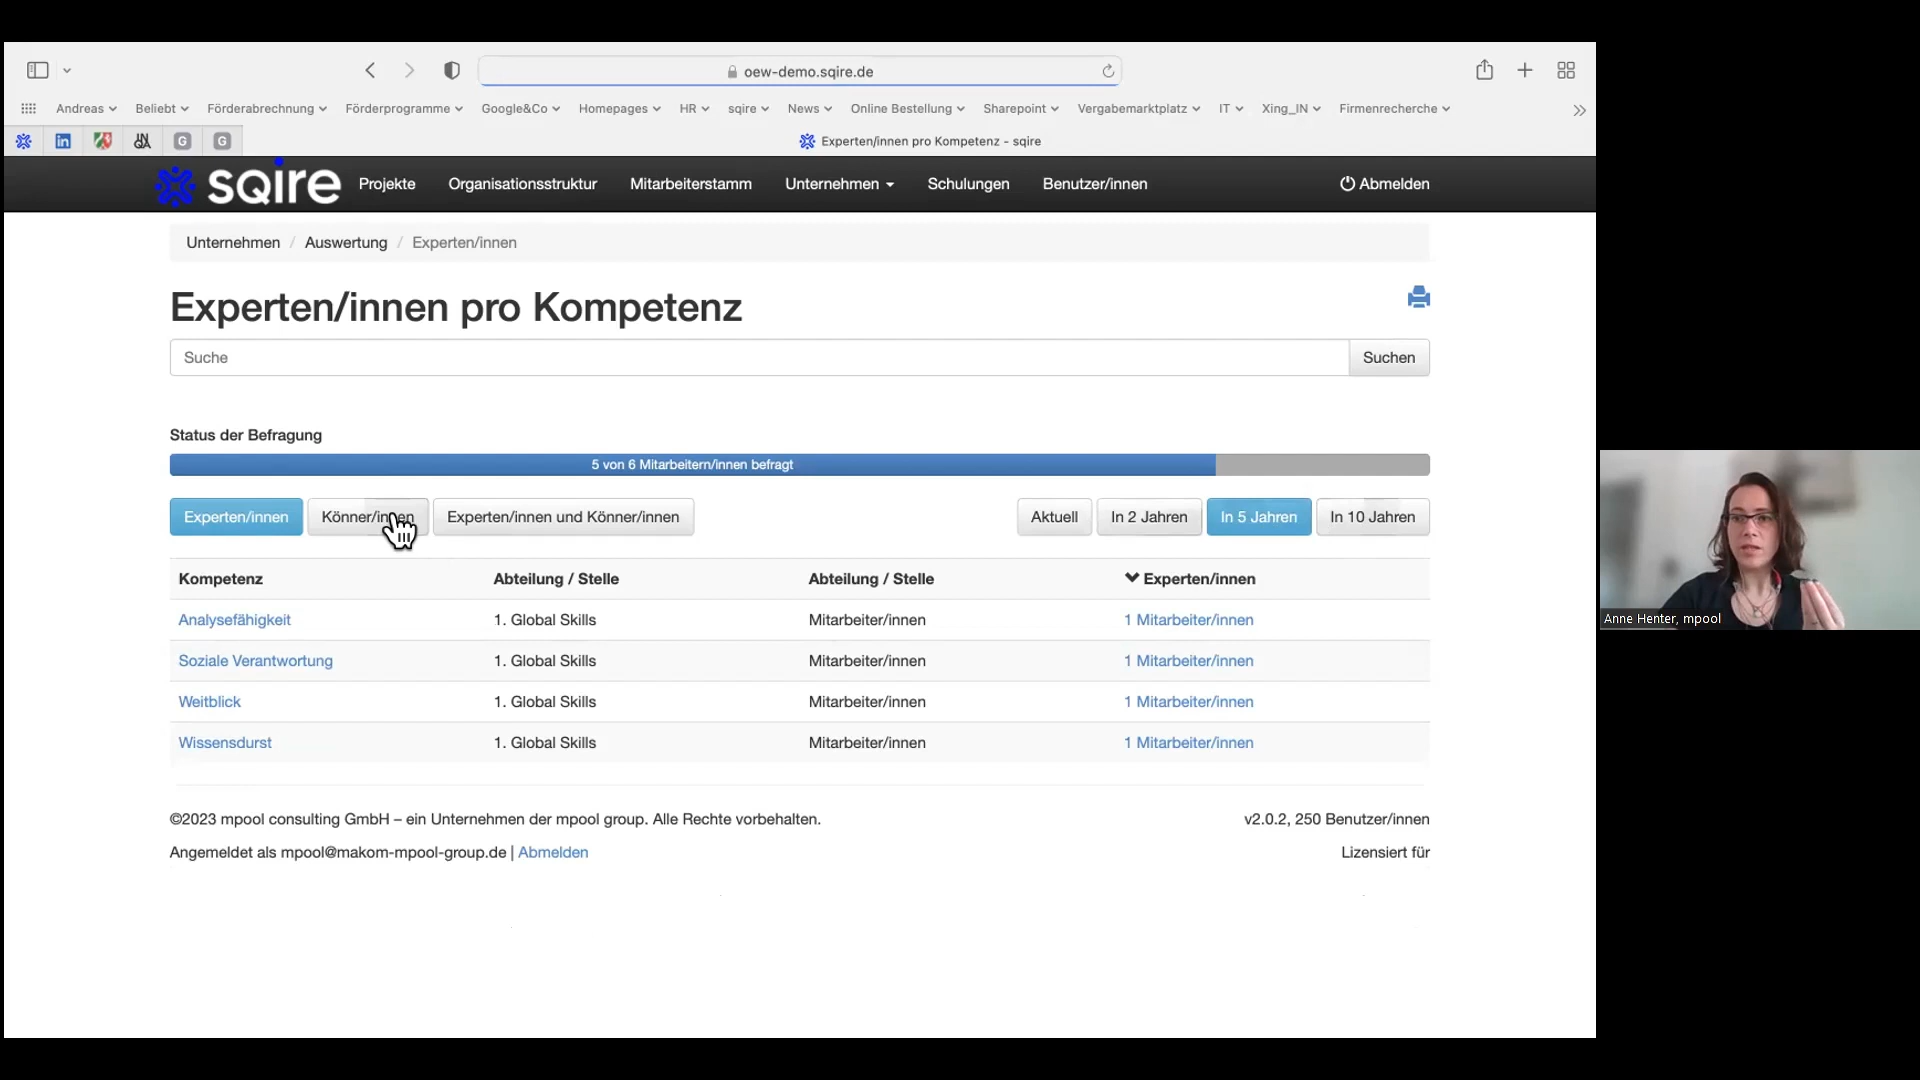 oew-demo.sqire.de
Andreas Beliebt Förderabrechnung Förderprogramme Google&Co Homepages HR sqire News Online Bestellung Sharepoint Vergabemarktplatz IT Xing_IN Firmenrecherche
G G Experten/innen pro Kompetenz - sqire
sqire Projekte Organisationsstruktur Mitarbeiterstamm Unternehmen Schulungen Benutzer/innen Abmelden
Unternehmen / Auswertung / Experten/innen
Experten/innen pro Kompetenz
Suche Suchen
Status der Befragung
5 von 6 Mitarbeitern/innen befragt
Experten/innen Könner/innen Experten/innen und Könner/innen Aktuell In 2 Jahren In 5 Jahren In 10 Jahren
Kompetenz Abteilung / Stelle Abteilung / Stelle Experten/innen
Analysefähigkeit 1. Global Skills Mitarbeiter/innen 1 Mitarbeiter/innen
Soziale Verantwortung 1. Global Skills Mitarbeiter/innen 1 Mitarbeiter/innen
Weitblick 1. Global Skills Mitarbeiter/innen 1 Mitarbeiter/innen
Wissensdurst 1. Global Skills Mitarbeiter/innen 1 Mitarbeiter/innen
©2023 mpool consulting GmbH – ein Unternehmen der mpool group. Alle Rechte vorbehalten. v2.0.2, 250 Benutzer/innen
Angemeldet als mpool@makom-mpool-group.de | Abmelden Lizensiert für
Anne Henter, mpool